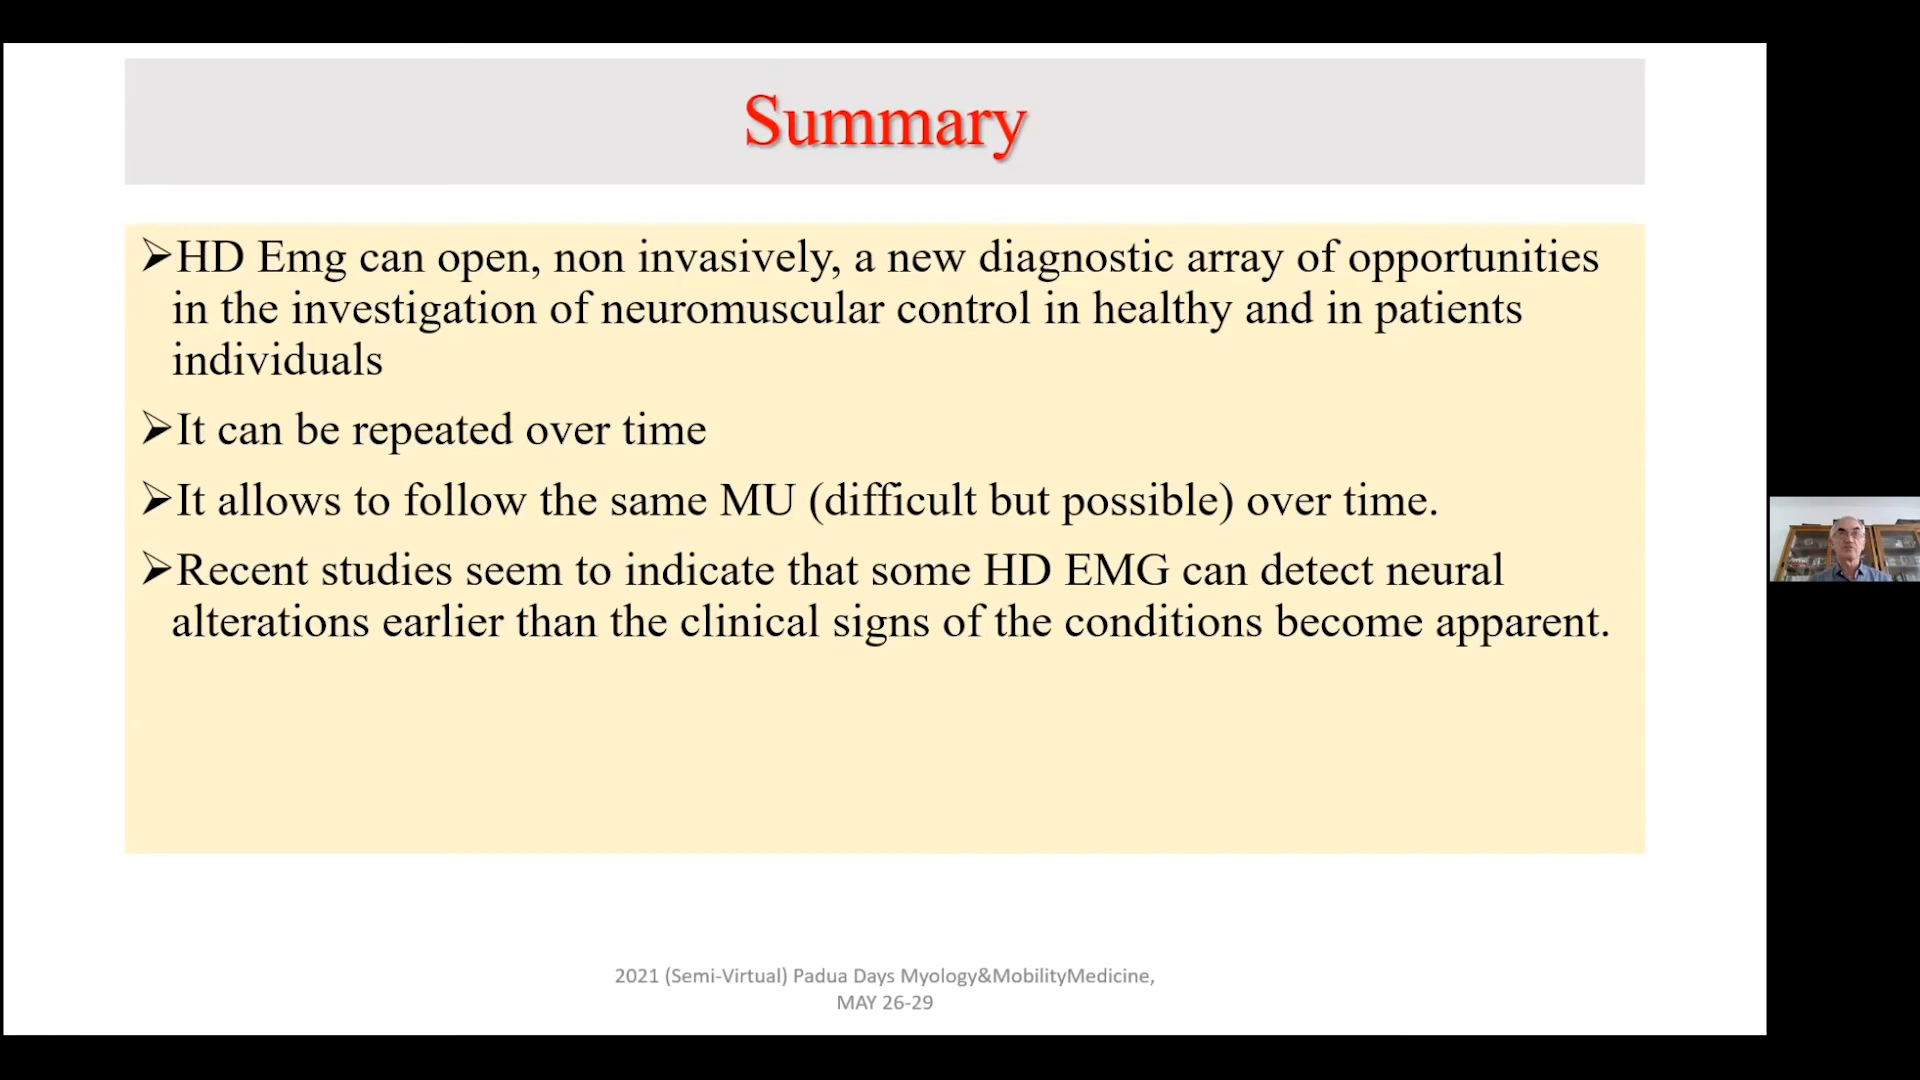 Summary
➢HD Emg can open, non invasively, a new diagnostic array of opportunities
in the investigation of neuromuscular control in healthy and in patients
individuals
➢It can be repeated over time
➢It allows to follow the same MU (difficult but possible) over time.
➢Recent studies seem to indicate that some HD EMG can detect neural
alterations earlier than the clinical signs of the conditions become apparent.
2021 (Semi-Virtual) Padua Days Myology&MobilityMedicine,
MAY 26-29